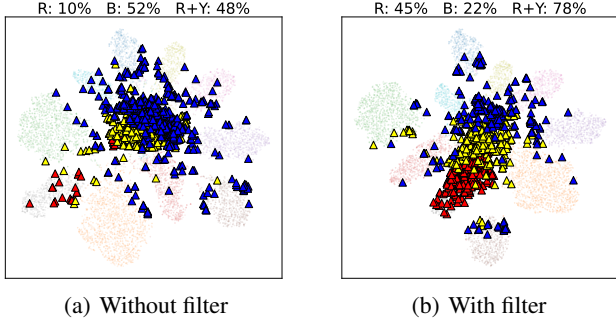 R: 10% B: 52% R+Y: 48%
R: 45% B: 22% R+Y: 78%
(a) Without filter
(b) With filter